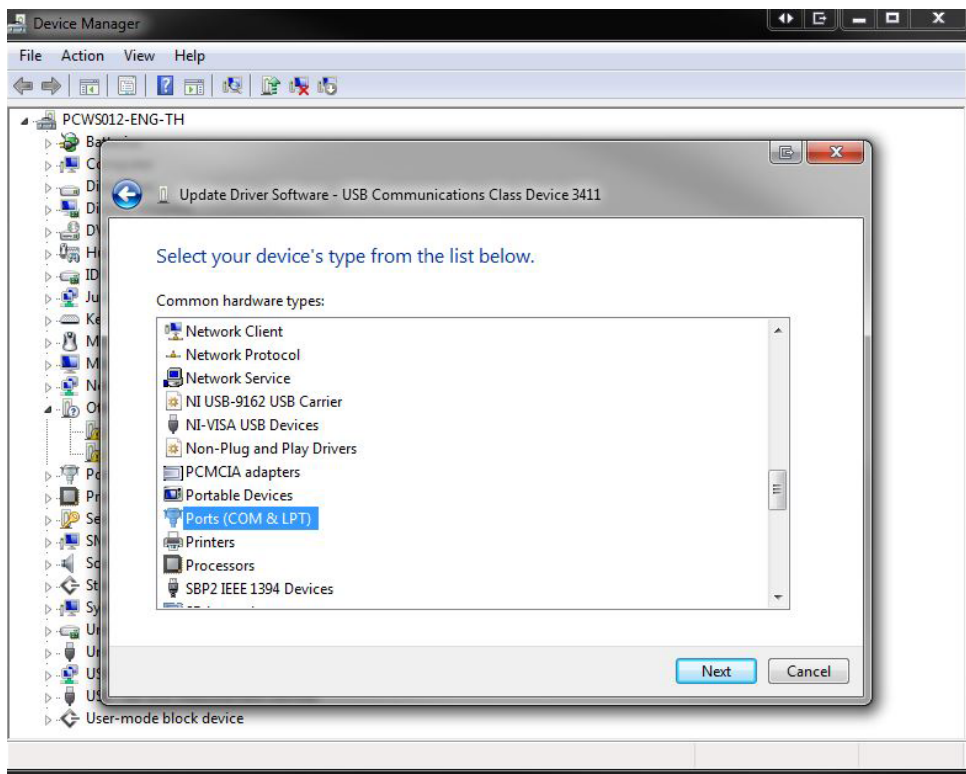 Device Manager
File Action View Help
PCWS012-ENG-TH
Update Driver Software - USB Communications Class Device 3411
Select your device's type from the list below.
Common hardware types:
Network Client
Network Protocol
Network Service
NI USB-9162 USB Carrier
NI-VISA USB Devices
Non-Plug and Play Drivers
PCMCIA adapters
Portable Devices
Ports (COM & LPT)
Printers
Processors
SBP2 IEEE 1394 Devices
Next Cancel
User-mode block device